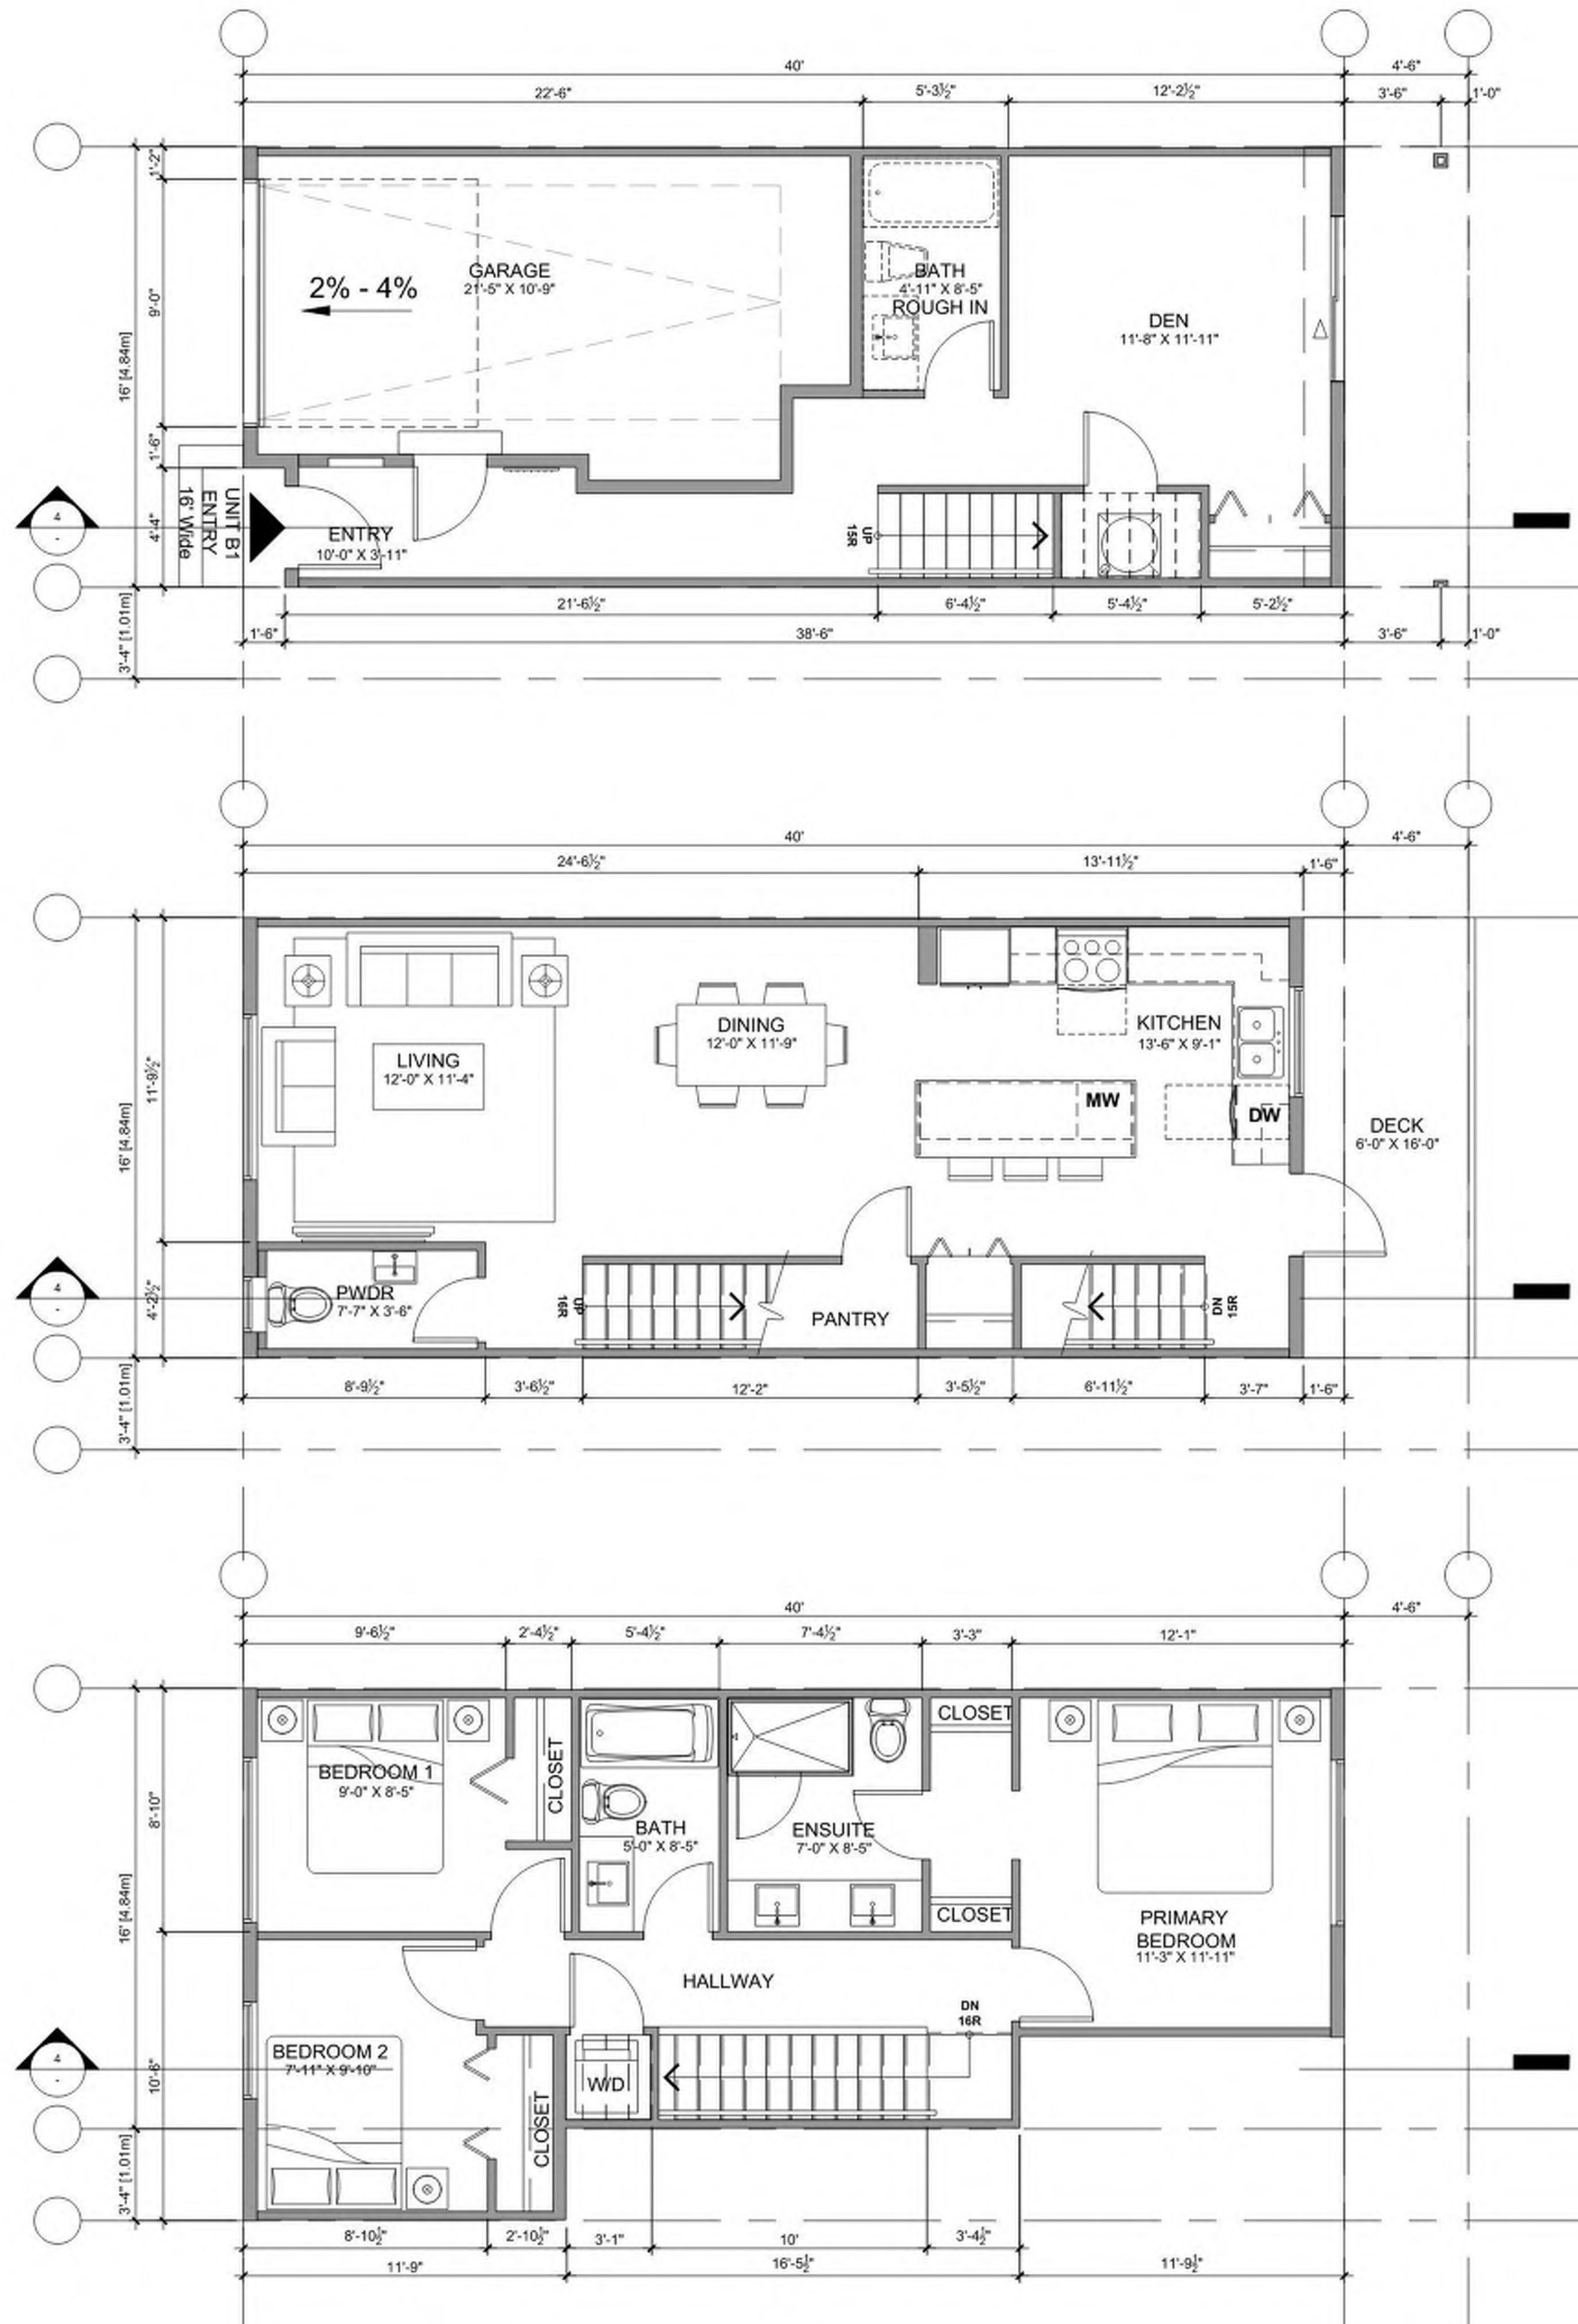 40'
4'-6"
22'-6"
5'-3½"
12'-2½"
3'-6"
1'-0"
1'-2"
9'-0"
16' [4.84m]
1'-6"
4'-4"
3'-4" [1.01m]
2% - 4%
GARAGE
21'-5" X 10'-9"
BATH
4'-11" X 8'-5"
ROUGH IN
DEN
11'-8" X 11'-11"
UNIT B1
ENTRY
16' Wide
4
-
ENTRY
10'-0" X 3'-11"
UP
15R
21'-6½"
6'-4½"
5'-4½"
5'-2½"
1'-6"
38'-6"
3'-6"
1'-0"
40'
4'-6"
24'-6½"
13'-11½"
1'-6"
11'-9½"
16' [4.84m]
4'-2½"
3'-4" [1.01m]
LIVING
12'-0" X 11'-4"
DINING
12'-0" X 11'-9"
KITCHEN
13'-6" X 9'-1"
MW
DW
DECK
6'-0" X 16'-0"
4
-
PWDR
7'-7" X 3'-6"
UP
16R
PANTRY
DN
15R
8'-9½"
3'-6½"
12'-2"
3'-5½"
6'-11½"
3'-7"
1'-6"
40'
4'-6"
9'-6½"
2'-4½"
5'-4½"
7'-4½"
3'-3"
12'-1"
8'-10"
16' [4.84m]
10'-6"
3'-4" [1.01m]
BEDROOM 1
9'-0" X 8'-5"
CLOSET
BATH
5'-0" X 8'-5"
ENSUITE
7'-0" X 8'-5"
CLOSET
CLOSET
PRIMARY
BEDROOM
11'-3" X 11'-11"
HALLWAY
DN
16R
4
-
BEDROOM 2
7'-11" X 9'-10"
CLOSET
W/D
8'-10½"
2'-10½"
3'-1"
10'
3'-4½"
11'-9"
16'-5½"
11'-9½"